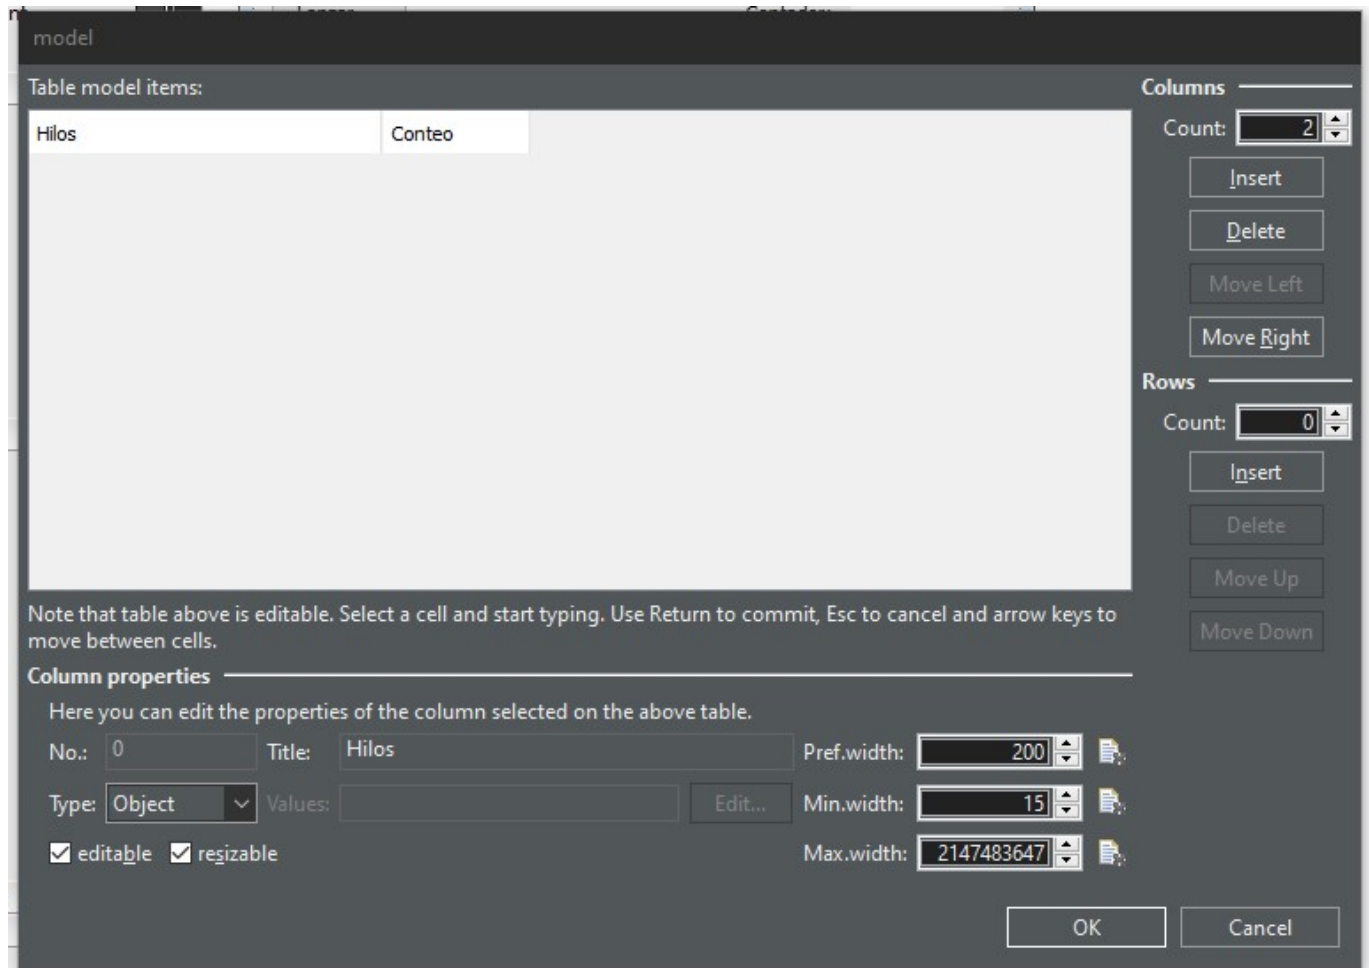 model
Table model items:
Hilos Conteo
Columns
Count: 2
Insert
Delete
Move Left
Move Right
Rows
Count: 0
Insert
Delete
Move Up
Move Down
Note that table above is editable. Select a cell and start typing. Use Return to commit, Esc to cancel and arrow keys to
move between cells.
Column properties
Here you can edit the properties of the column selected on the above table.
No.: 0 Title: Hilos Pref.width: 200
Type: Object Values: Edit... Min.width: 15
editable resizable Max.width: 2147483647
OK Cancel